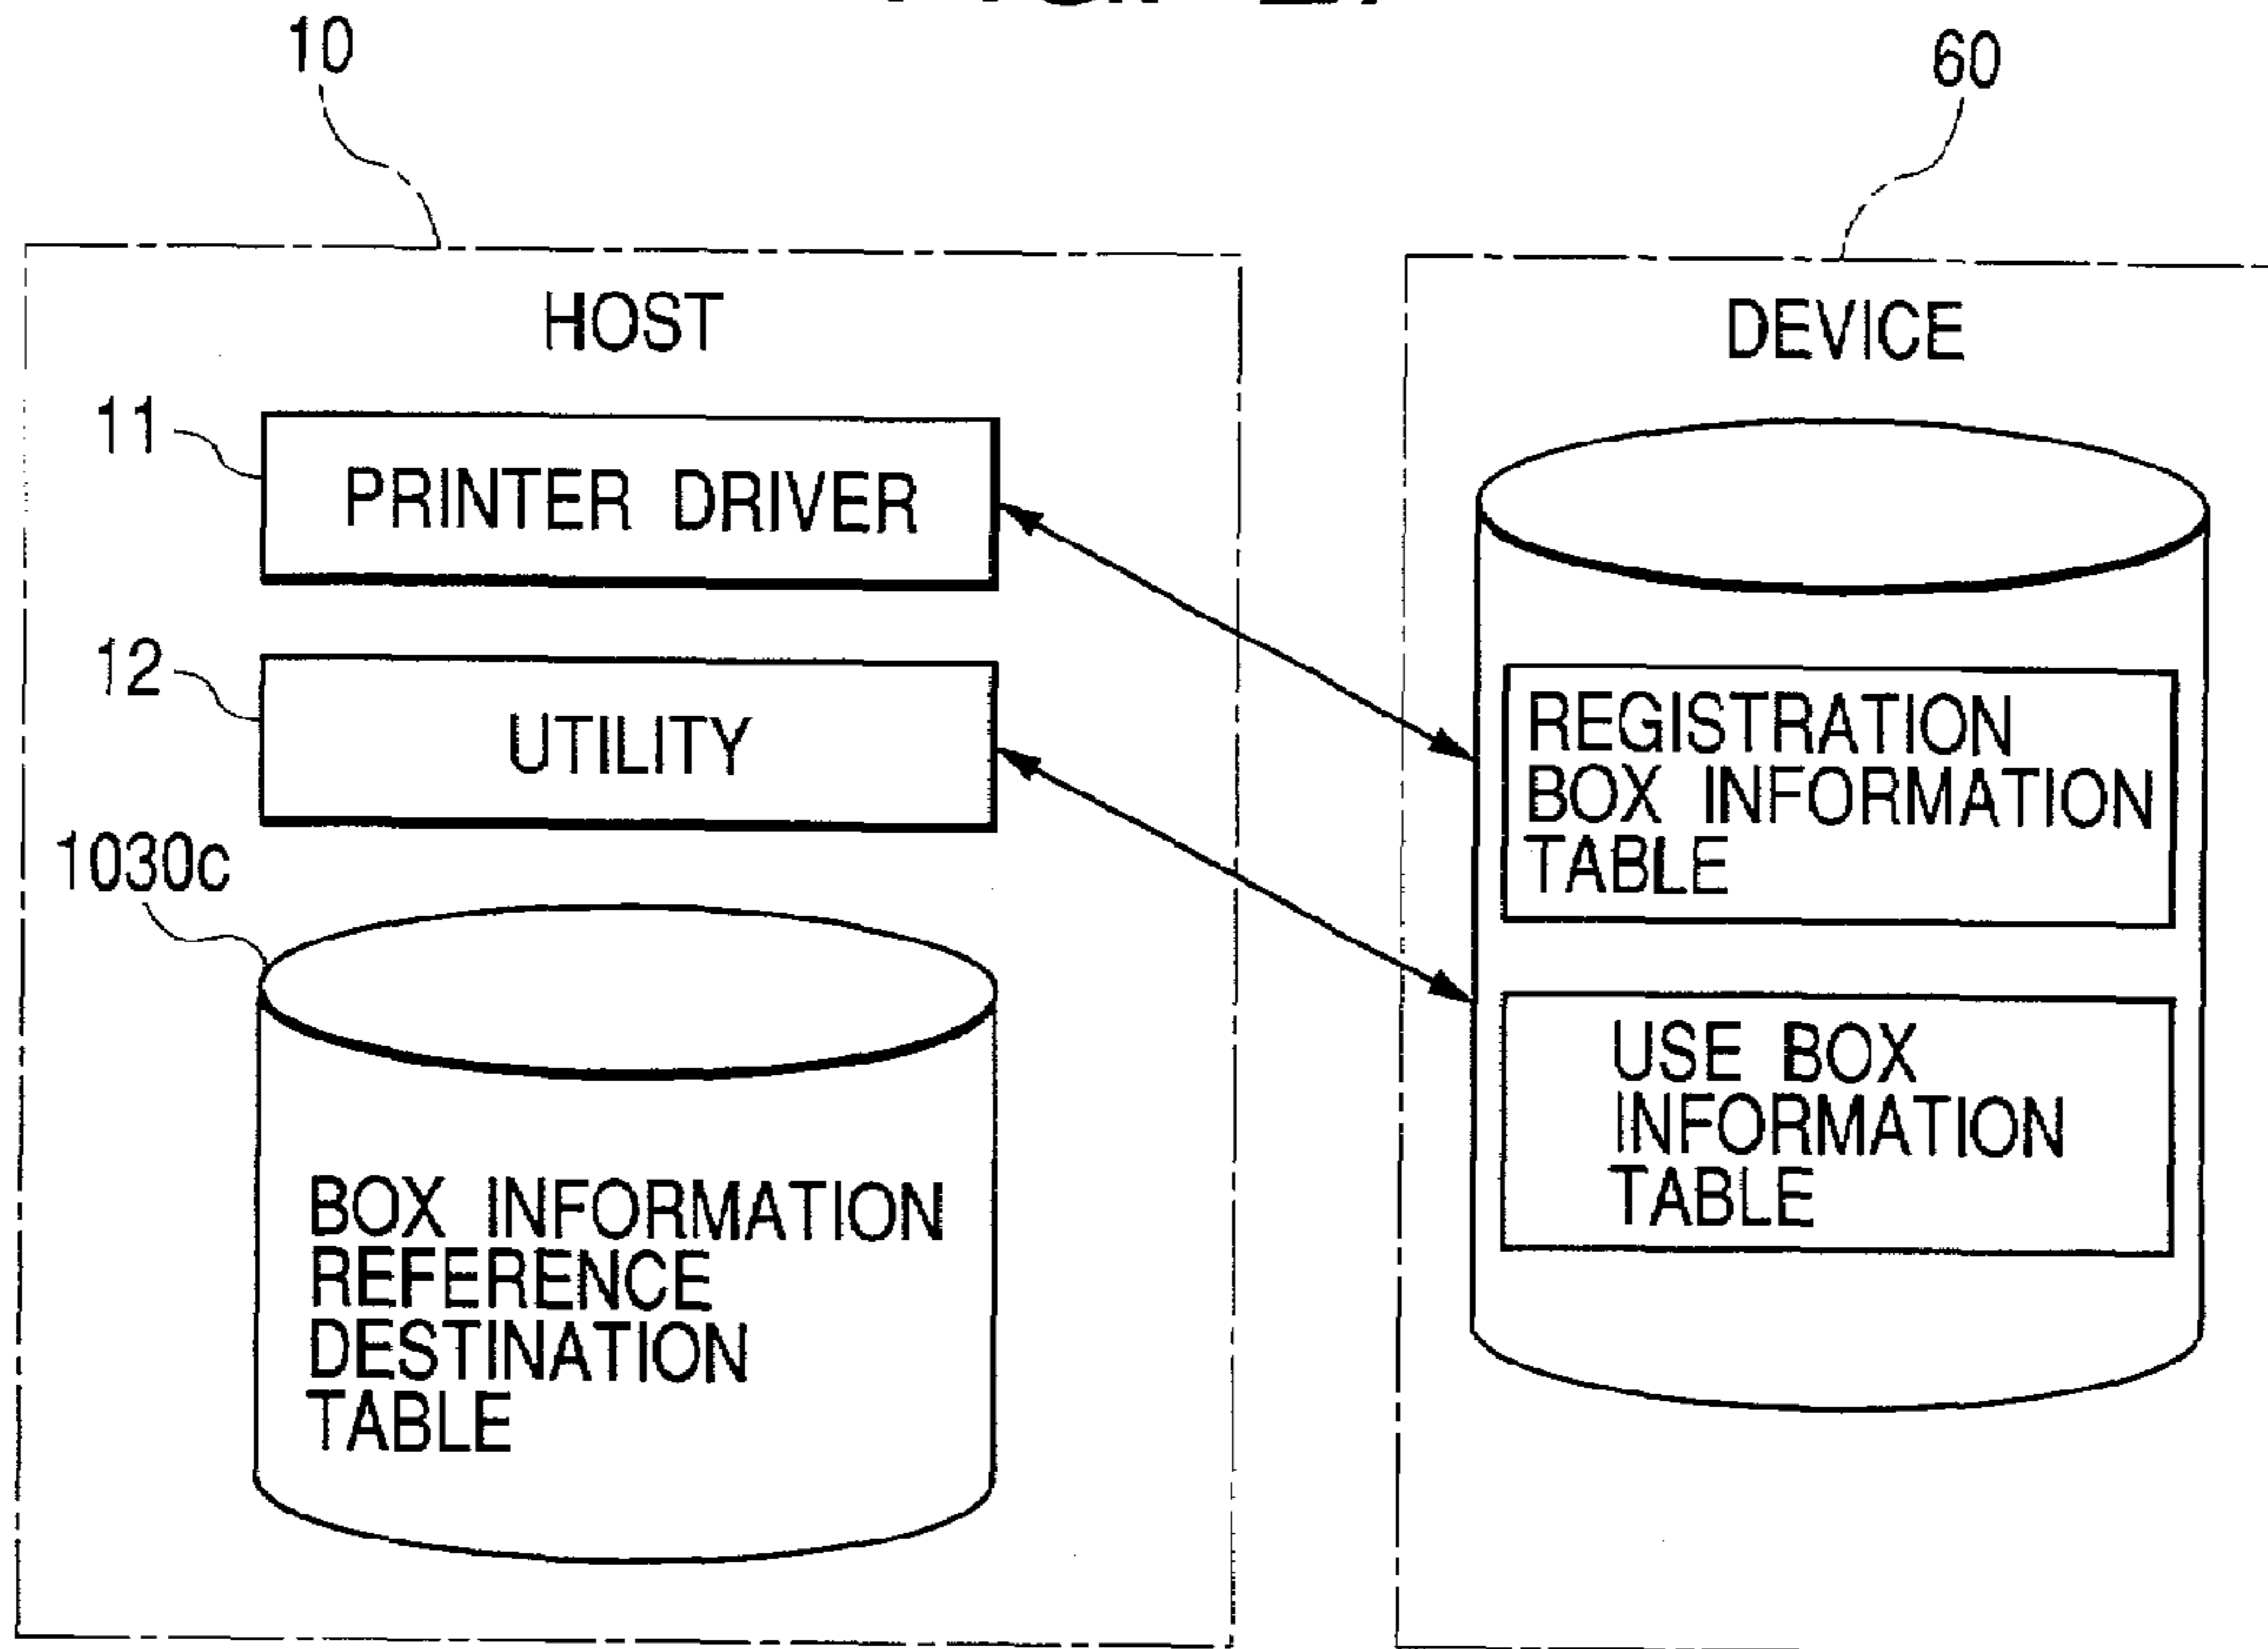 10
60
HOST
DEVICE
11
PRINTER DRIVER
12
UTILITY
REGISTRATION
BOX INFORMATION
TABLE
1030c
USE BOX
INFORMATION
TABLE
BOX INFORMATION
REFERENCE
DESTINATION
TABLE